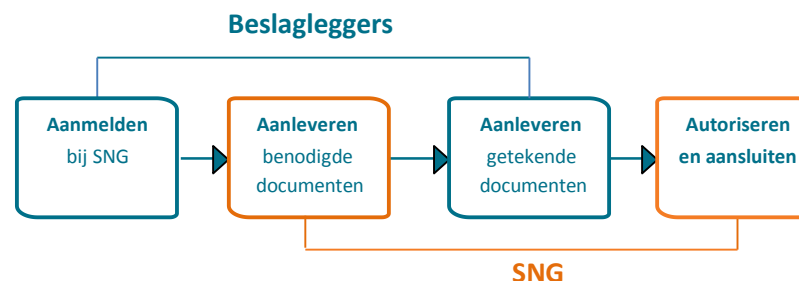 Beslagleggers
Aanmelden
bij SNG
Aanleveren
benodigde
documenten
Aanleveren
getekende
documenten
Autoriseren
en aansluiten
SNG